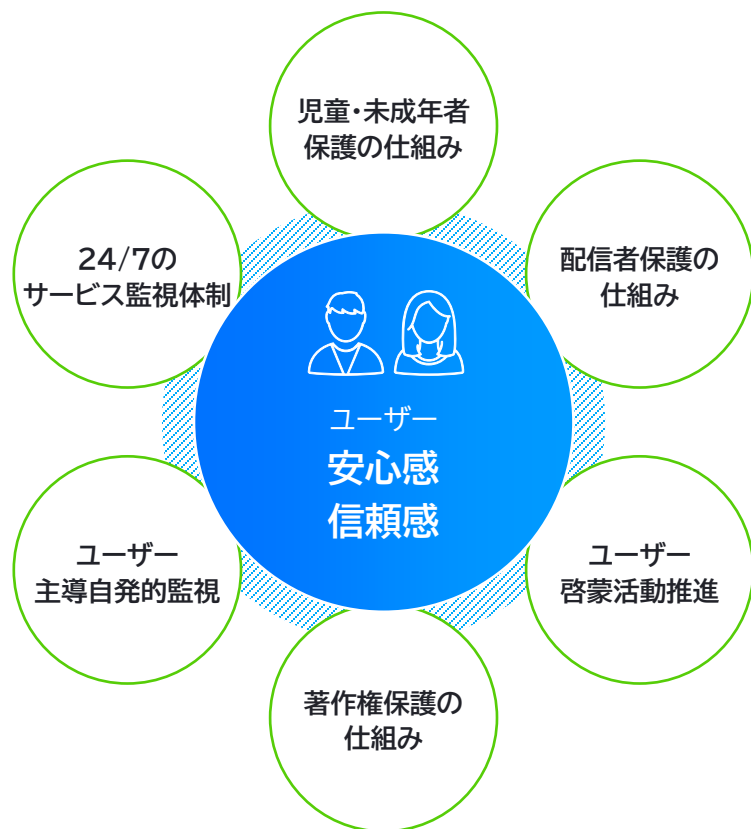 児童・未成年者
保護の仕組み
24/7の
サービス監視体制
配信者保護の
仕組み
ユーザー
安心感
信頼感
ユーザー
主導自発的監視
ユーザー
啓蒙活動推進
著作権保護の
仕組み